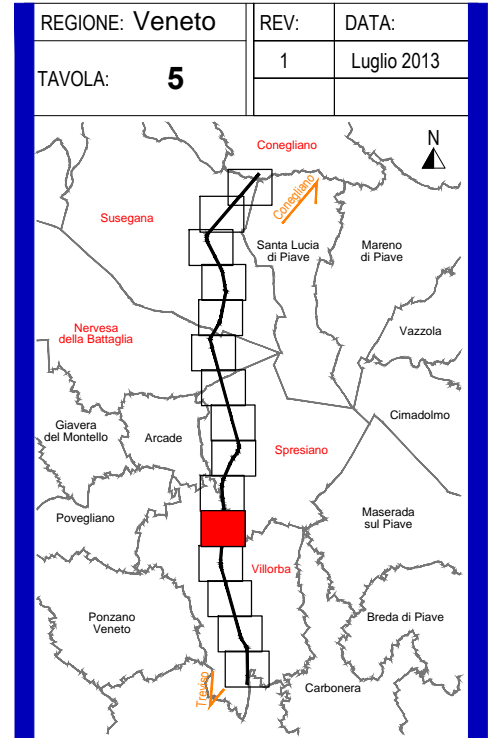 REGIONE: Veneto
REV:
DATA:
TAVOLA: 5
1
Luglio 2013
Conegliano
N
Conegliano
Susegana
Santa Lucia
di Piave
Mareno
di Piave
Nervesa
della Battaglia
Vazzola
Giavera
del Montello
Arcade
Cimadolmo
Spresiano
Povegliano
Maserada
sul Piave
Villorba
Ponzano
Veneto
Breda di Piave
Treviso
Carbonera